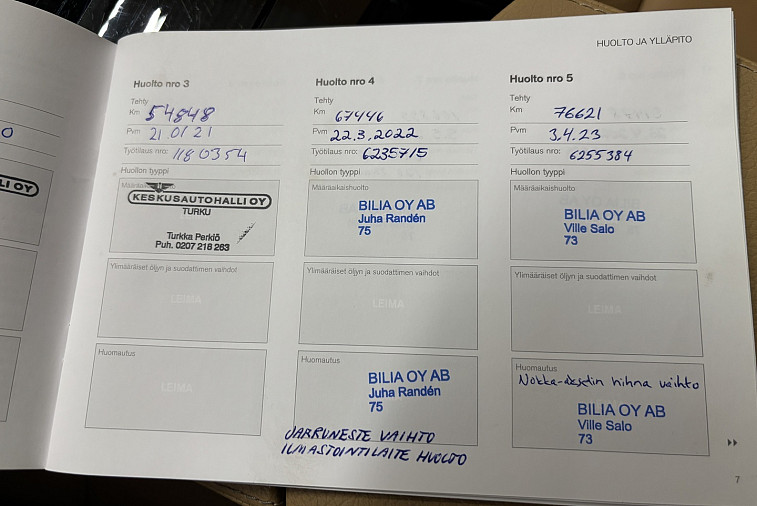 HUOLTO JA YLLÄPITO
O
LLI OY
Huolto nro 3
Tehty
Km 54848
Pvm 21 01 21
Työtilaus nro: 1180354
Huollon tyyppi
KESKUSAUTOHALLI OY
TURKU
Turkka Perkiö
Puh. 0207 218 263
Ylimääräiset öljyn ja suodattimen vaihdot
LEIMA
Huomautus
LEIMA
Huolto nro 4
Tehty
Km 67446
Pvm 22.3.2022
Työtilaus nro: 6235715
Huollon tyyppi
Määräaikaishuolto
BILIA OY AB
Juha Randén
75
Ylimääräiset öljyn ja suodattimen vaihdot
LEIMA
Huomautus
BILIA OY AB
Juha Randén
75
JARRUNESTE VAIHTO
ILMASTOINTILAITE HUOLTO
Huolto nro 5
Tehty
Km 76621
Pvm 3.4.23
Työtilaus nro: 6255384
Huollon tyyppi
Määräaikaishuolto
BILIA OY AB
Ville Salo
73
Ylimääräiset öljyn ja suodattimen vaihdot
LEIMA
Huomautus
Nokka-akselin hihna vaihto
BILIA OY AB
Ville Salo
73
7